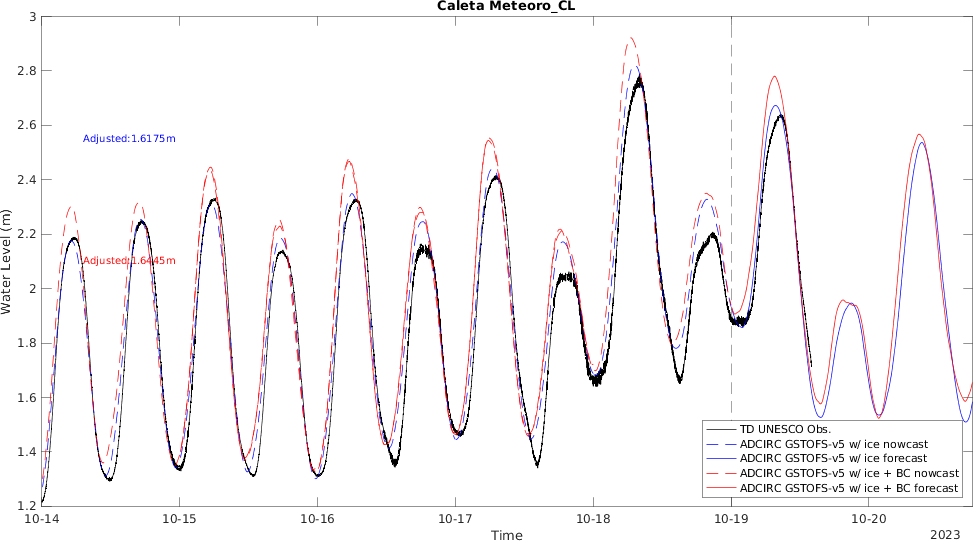 Caleta Meteoro_CL
3
2.8
2.6
2.4
2.2
2
1.8
1.6
1.4
1.2
Water Level (m)
Adjusted:1.6175m
Adjusted:1.6445m
TD UNESCO Obs.
ADCIRC GSTOFS-v5 w/ ice nowcast
ADCIRC GSTOFS-v5 w/ ice forecast
ADCIRC GSTOFS-v5 w/ ice + BC nowcast
ADCIRC GSTOFS-v5 w/ ice + BC forecast
10-14 10-15 10-16 10-17 10-18 10-19 10-20
Time
2023